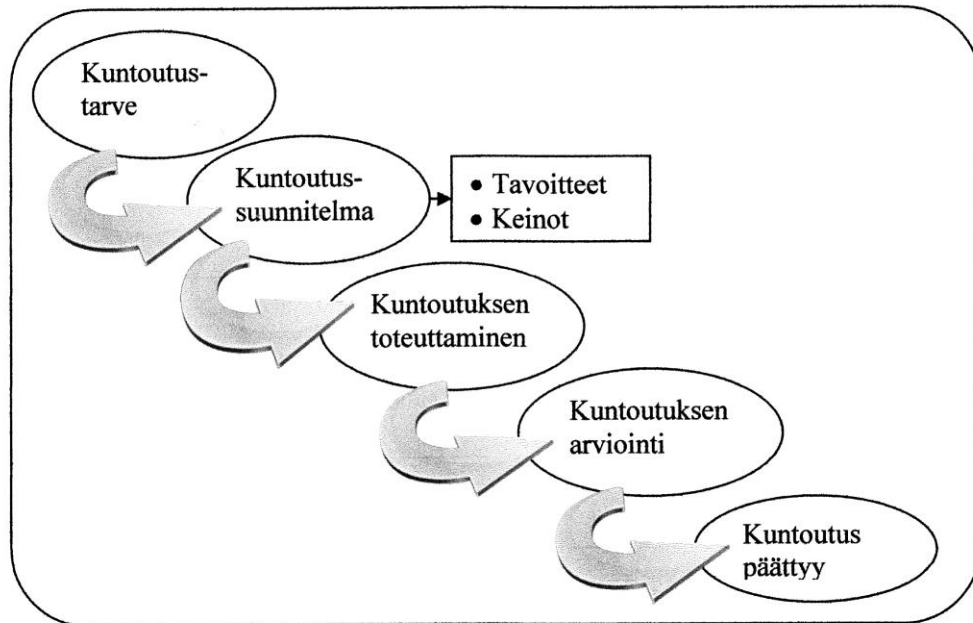 Kuntoutus-
tarve
Kuntoutus-
suunnitelma
• Tavoitteet
• Keinot
Kuntoutuksen
toteuttaminen
Kuntoutuksen
arviointi
Kuntoutus
päättyy